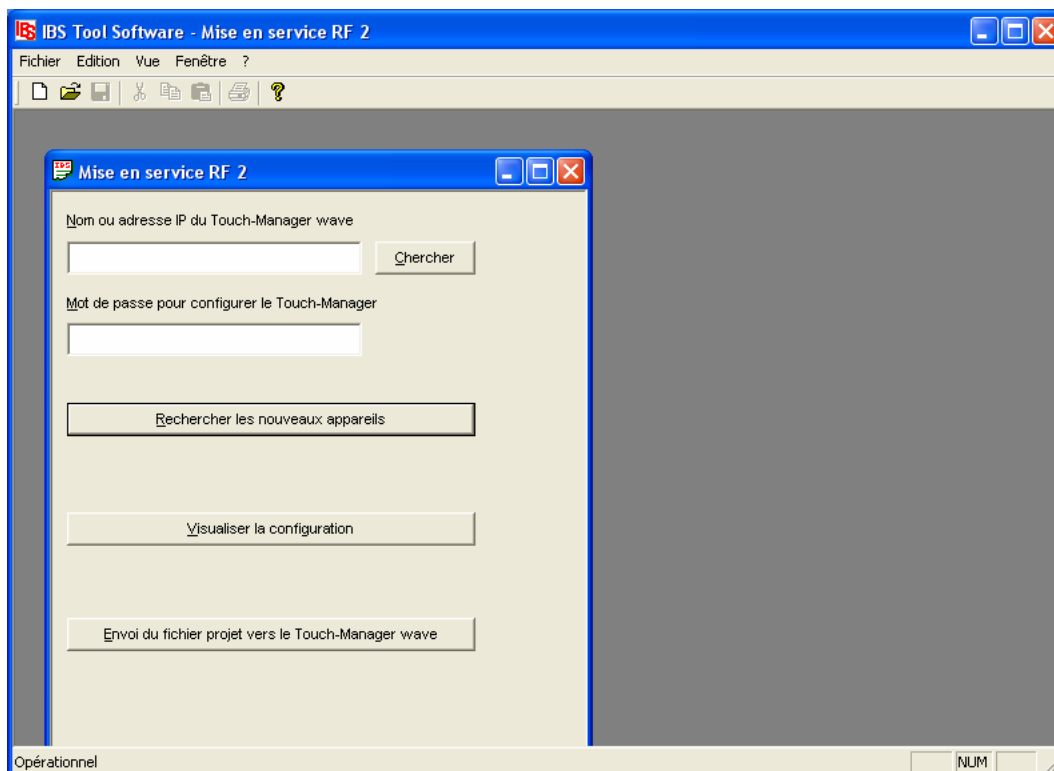 IBS IBS Tool Software - Mise en service RF 2
Fichier Edition Vue Fenêtre ?
?
IBS Mise en service RF 2
Nom ou adresse IP du Touch-Manager wave
Chercher
Mot de passe pour configurer le Touch-Manager
Rechercher les nouveaux appareils
Visualiser la configuration
Envoi du fichier projet vers le Touch-Manager wave
Opérationnel NUM